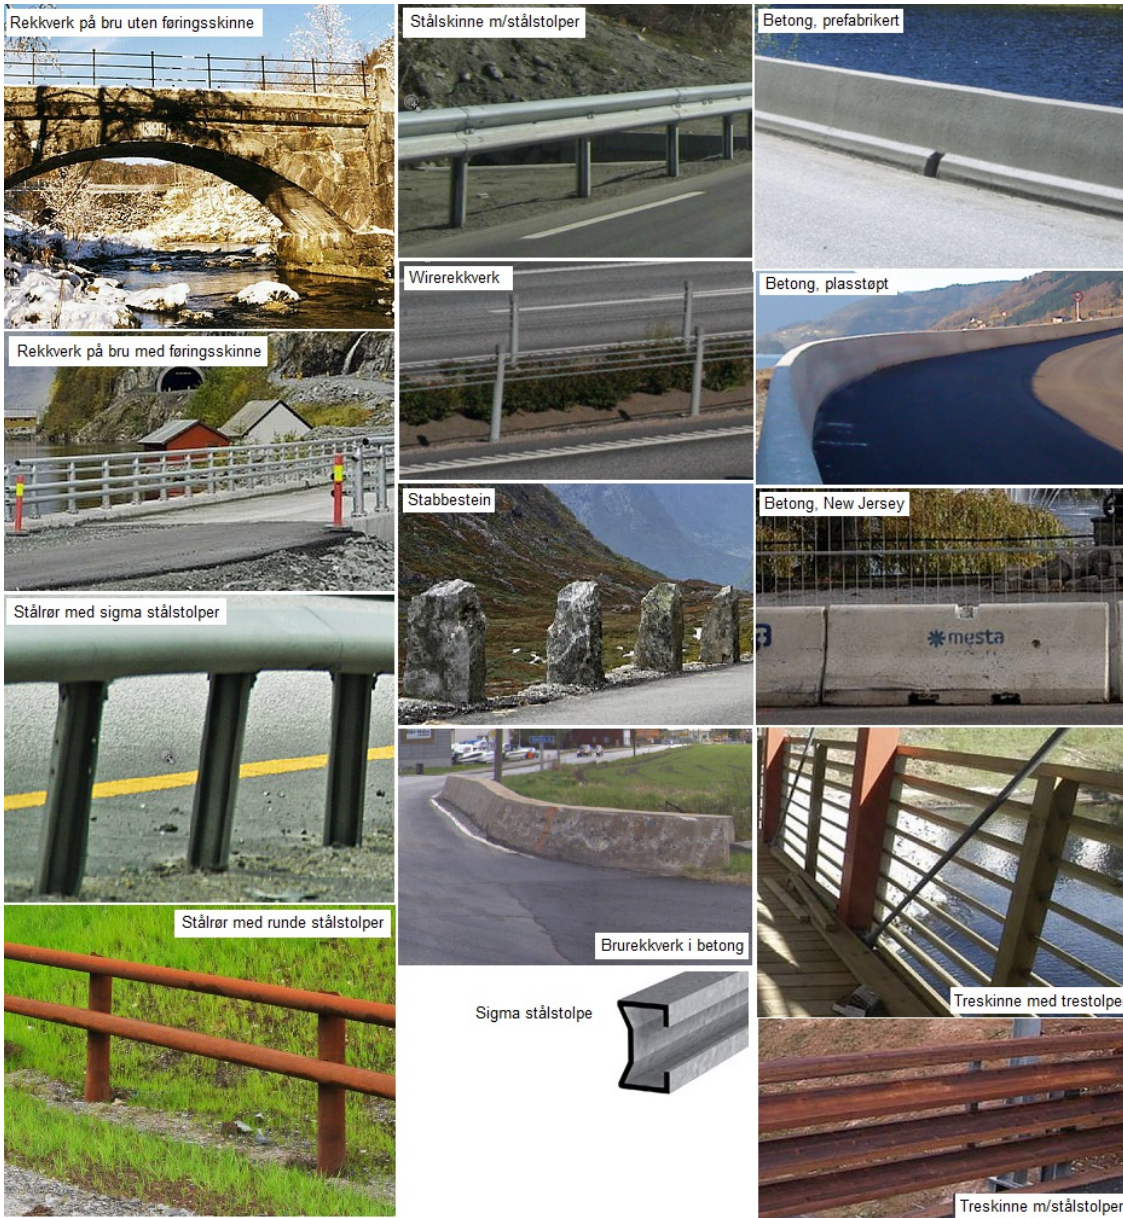 Rekkverk på bru uten føringsskinne
Rekkverk på bru med føringsskinne
Stålrør med sigma stålstolper
Stålrør med runde stålstolper
Stålskinne m/stålstolper
Wirerekkverk
Stabbestein
Brurekkverk i betong
Sigma stålstolpe
Betong, prefabrikert
Betong, plasstøpt
Betong, New Jersey
mesta
Treskinne med trestolper
Treskinne m/stålstolper